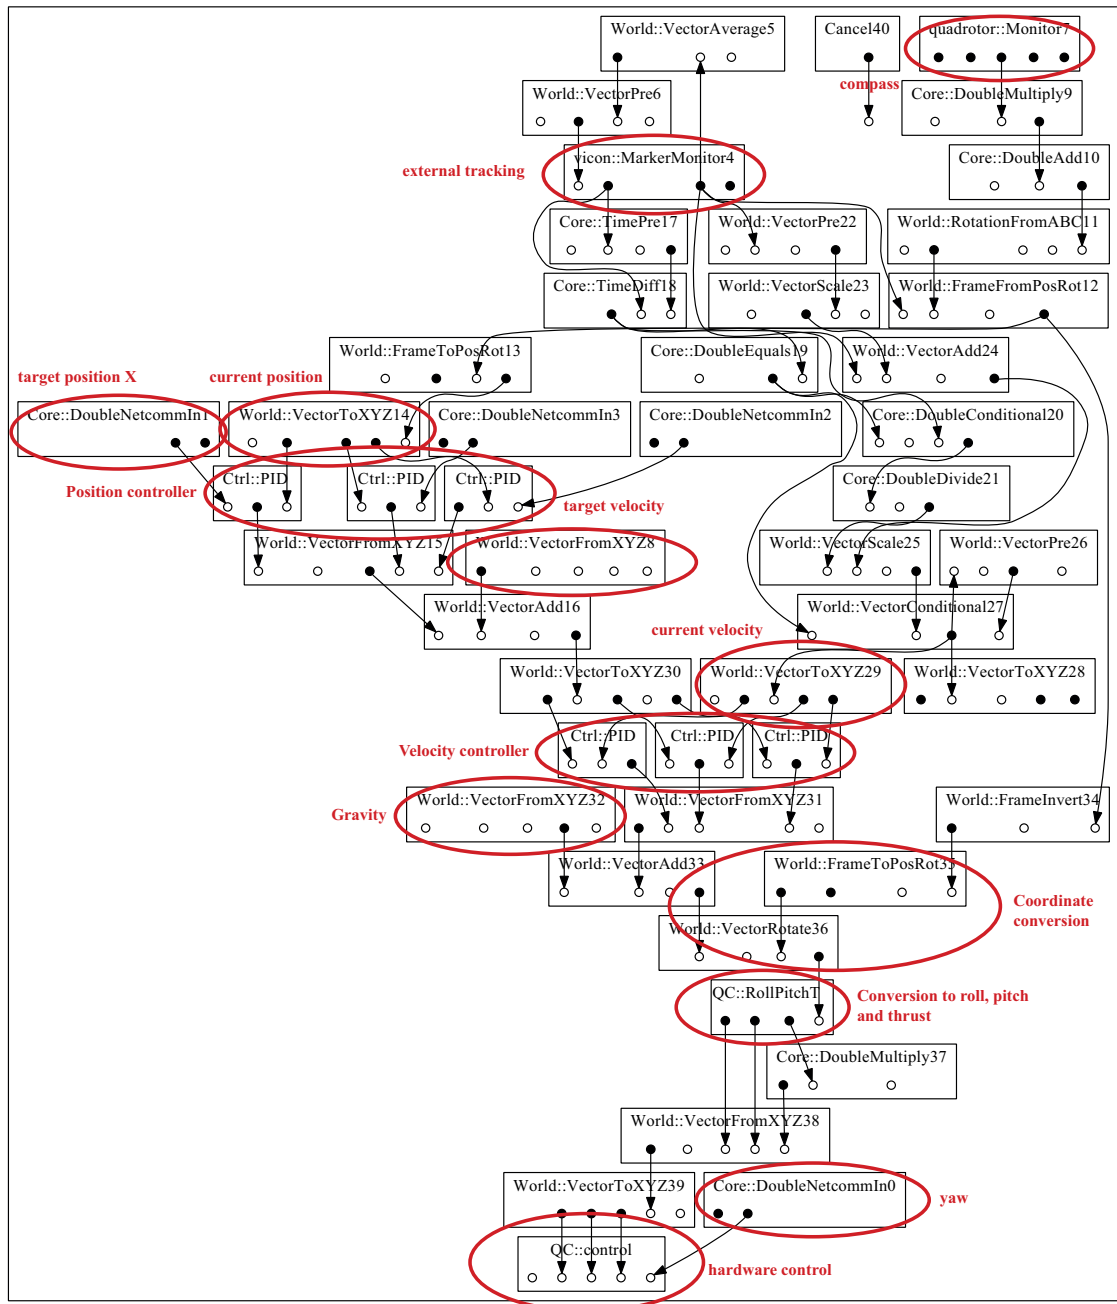 World::VectorAverage5
Cancel40
quadrotor::Monitor7
compass
World::VectorPre6
Core::DoubleMultiply9
external tracking
vicon::MarkerMonitor4
Core::DoubleAdd10
Core::TimePre17
World::VectorPre22
World::RotationFromABC11
Core::TimeDiff18
World::VectorScale23
World::FrameFromPosRot12
World::FrameToPosRot13
Core::DoubleEquals19
World::VectorAdd24
target position X
current position
Core::DoubleNetcommIn1
World::VectorToXYZ14
Core::DoubleNetcommIn3
Core::DoubleNetcommIn2
Core::DoubleConditional20
Position controller
Ctrl::PID
Ctrl::PID
Ctrl::PID
target velocity
Core::DoubleDivide21
World::VectorFromXYZ15
World::VectorFromXYZ8
World::VectorScale25
World::VectorPre26
World::VectorAdd16
World::VectorConditional27
current velocity
World::VectorToXYZ30
World::VectorToXYZ29
World::VectorToXYZ28
Velocity controller
Ctrl::PID
Ctrl::PID
Ctrl::PID
Gravity
World::VectorFromXYZ32
World::VectorFromXYZ31
World::FrameInvert34
World::VectorAdd33
World::FrameToPosRot35
Coordinate
conversion
World::VectorRotate36
QC::RollPitchT
Conversion to roll, pitch
and thrust
Core::DoubleMultiply37
World::VectorFromXYZ38
World::VectorToXYZ39
Core::DoubleNetcommIn0
yaw
QC::control
hardware control